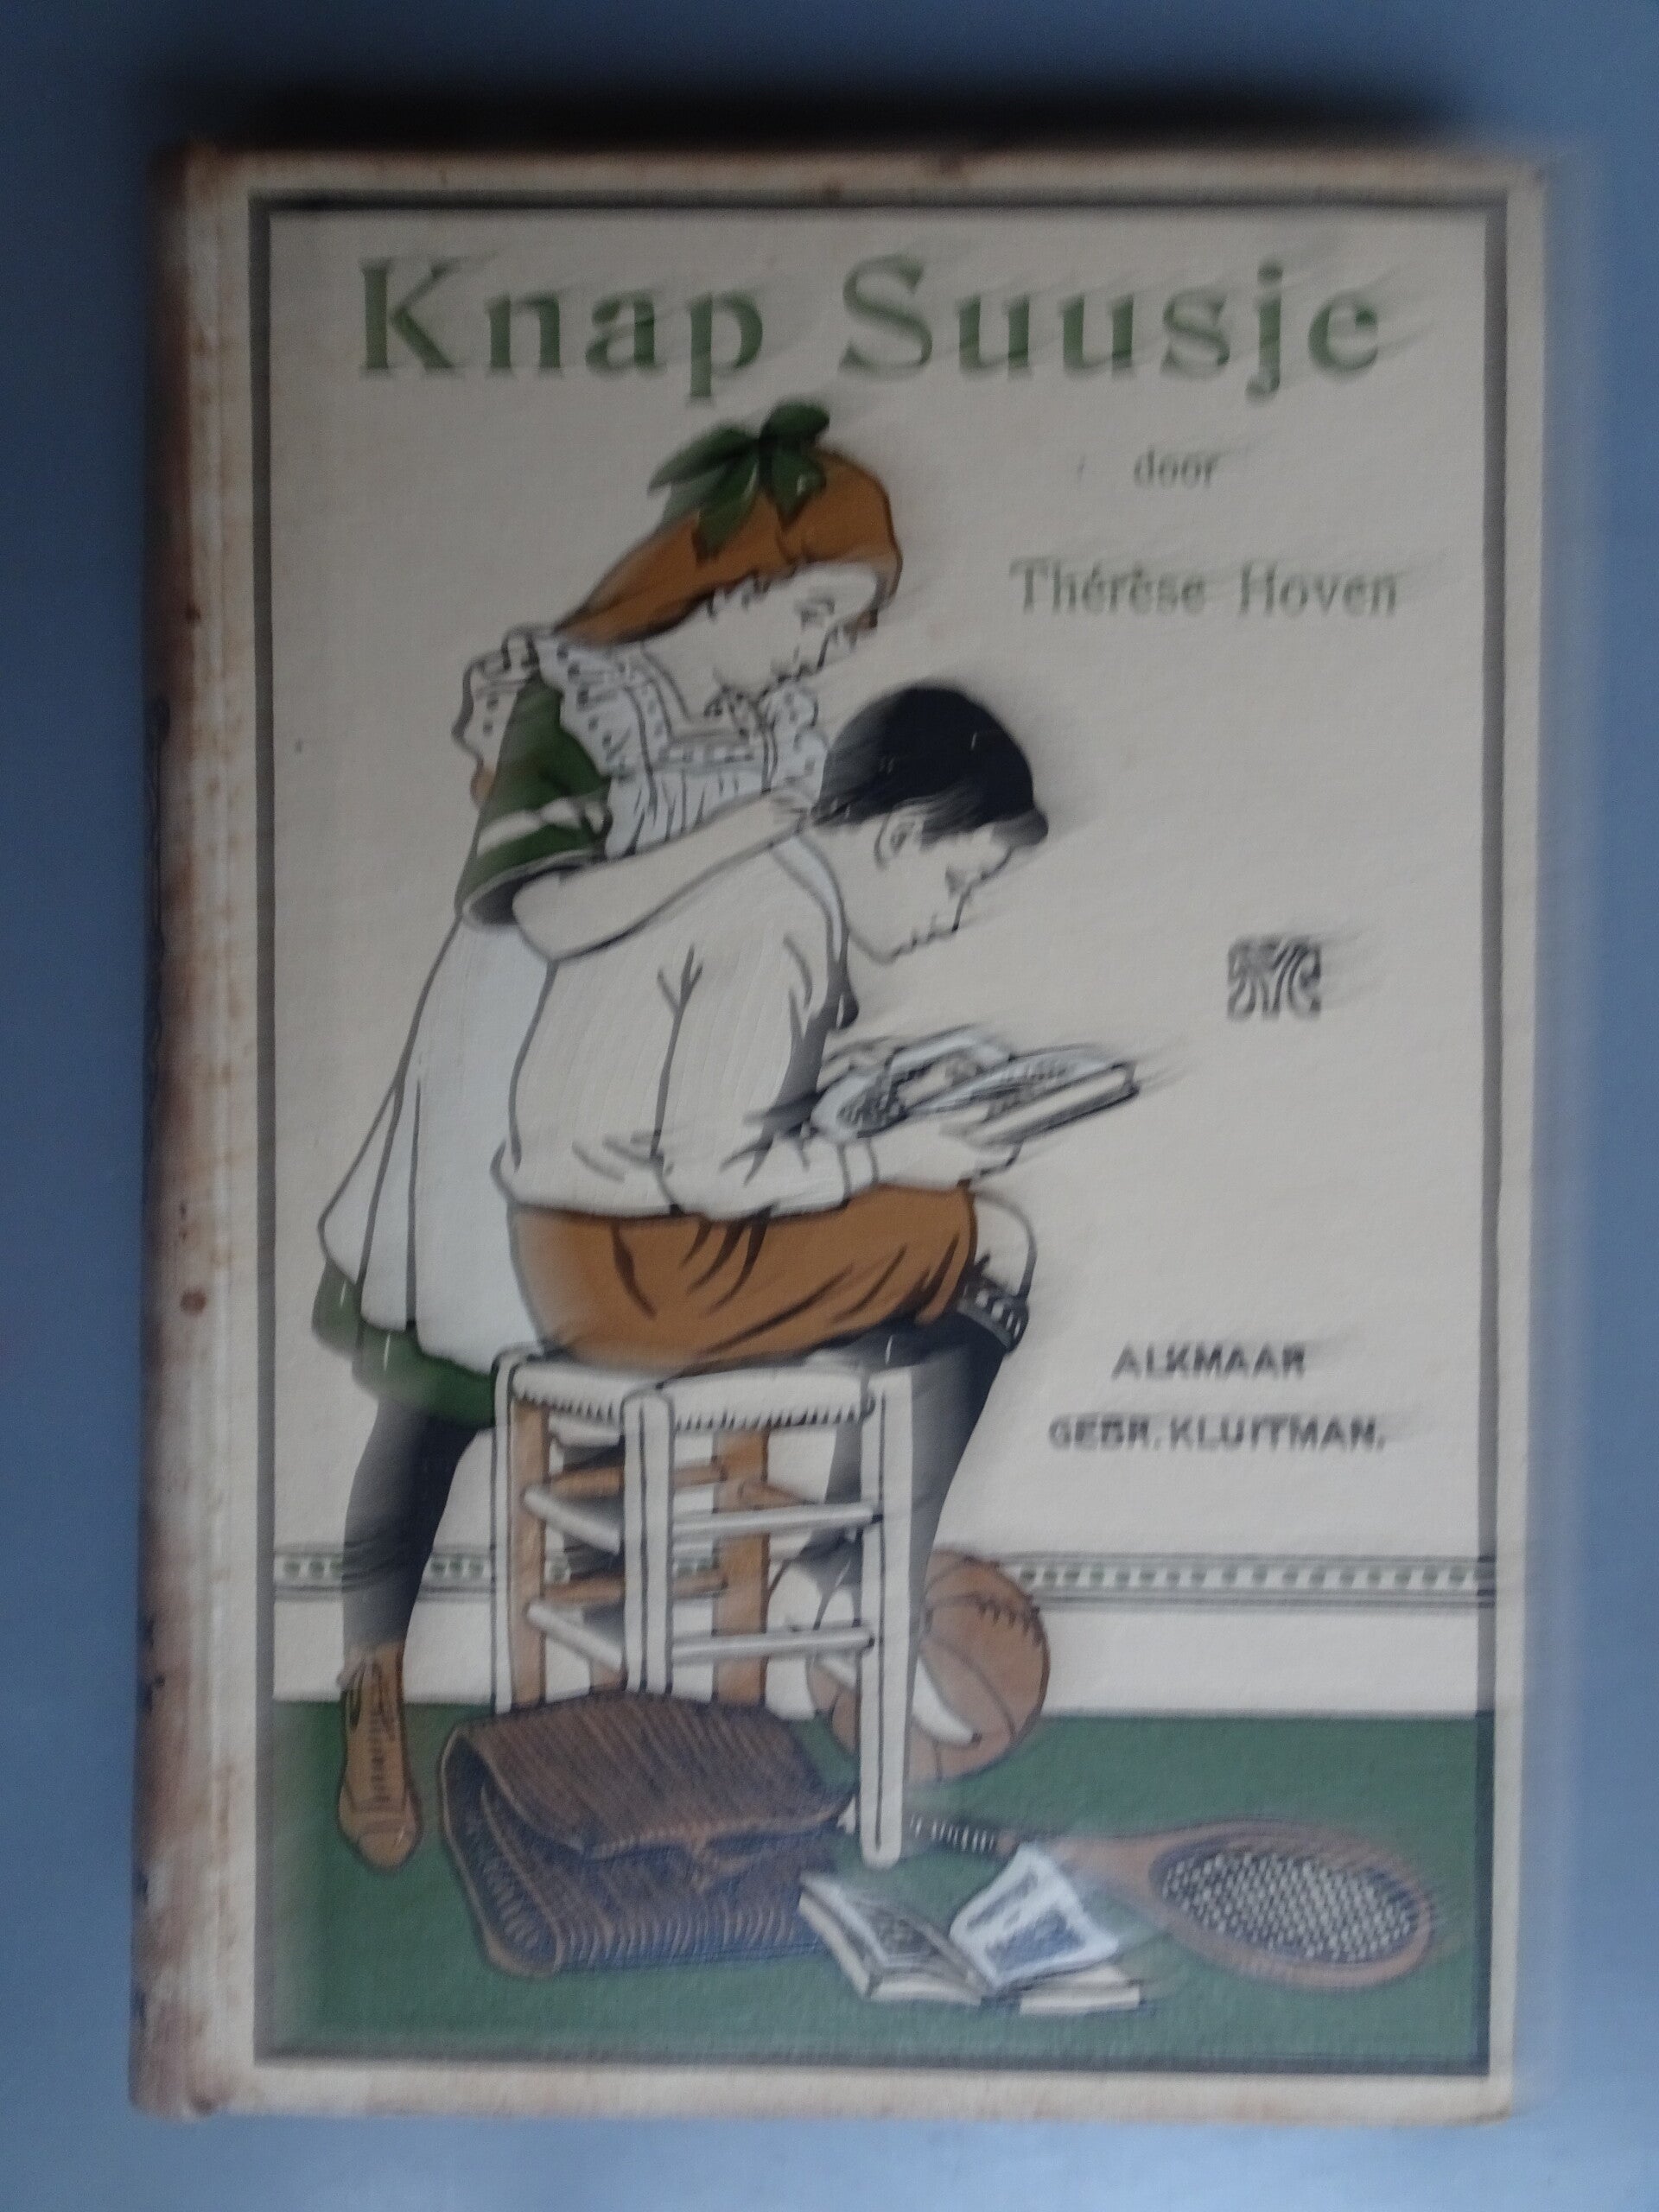 Knap Suusje
door
Thérèse Hoven
ALKMAAR
GEBR. KLUITMAN.